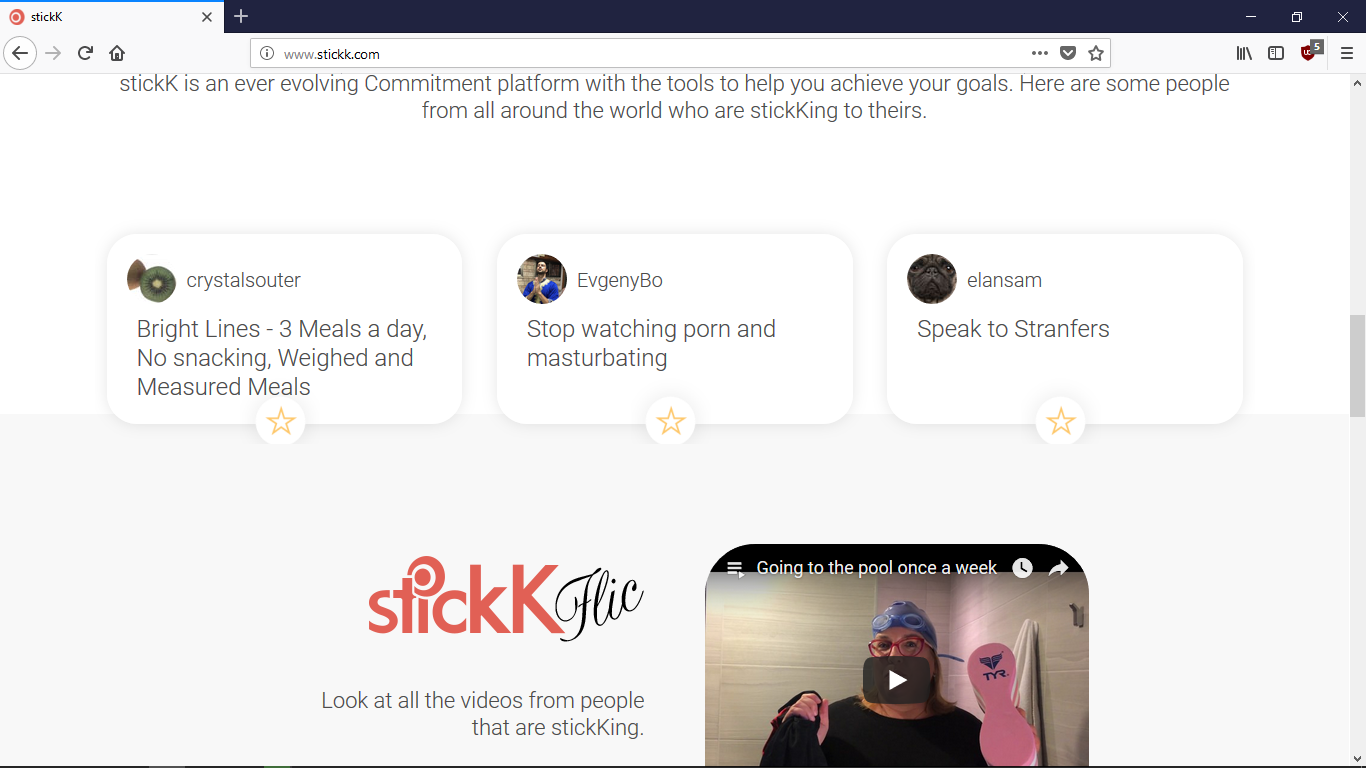 stickK
www.stickk.com
5
stickK is an ever evolving Commitment platform with the tools to help you achieve your goals. Here are some people
from all around the world who are stickKing to theirs.
crystalsouter
Bright Lines - 3 Meals a day,
No snacking, Weighed and
Measured Meals
EvgenyBo
Stop watching porn and
masturbating
elansam
Speak to Stranfers
stickK Flic
Look at all the videos from people
that are stickKing.
Going to the pool once a week
TYR